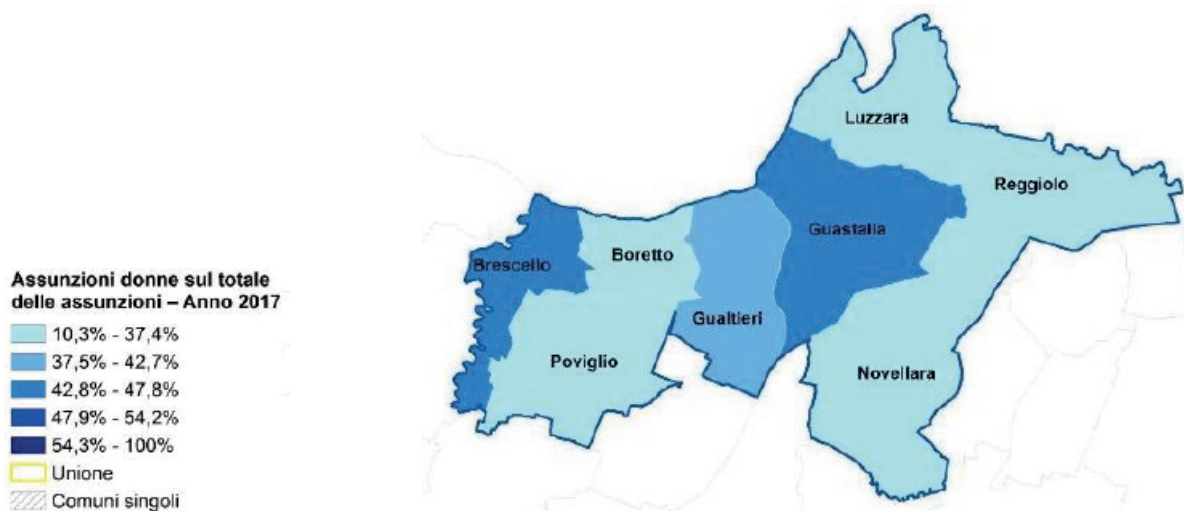 Assunzioni donne sul totale
delle assunzioni – Anno 2017
10,3% - 37,4%
37,5% - 42,7%
42,8% - 47,8%
47,9% - 54,2%
54,3% - 100%
Unione
Comuni singoli
Luzzara
Reggiolo
Guastalla
Boretto
Brescello
Gualtieri
Poviglio
Novellara